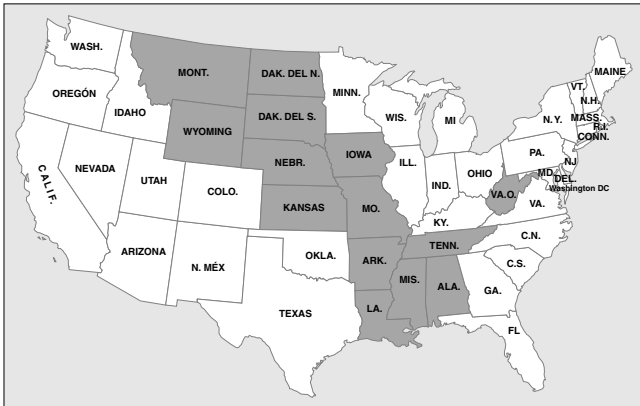 WASH.
MONT.
DAK. DEL N.
MINN.
MAINE
VT.
N.H.
OREGÓN
IDAHO
WYOMING
DAK. DEL S.
WIS.
MI
N.Y.
MASS.
R.I.
CONN.
NEVADA
UTAH
COLO.
NEBR.
IOWA
ILL.
IND.
OHIO
PA.
NJ
MD.
DEL.
Washington DC
CALIF.
KANSAS
MO.
KY.
VA.O.
VA.
ARIZONA
N. MÉX
OKLA.
ARK.
TENN.
C.N.
C.S.
TEXAS
LA.
MIS.
ALA.
GA.
FL